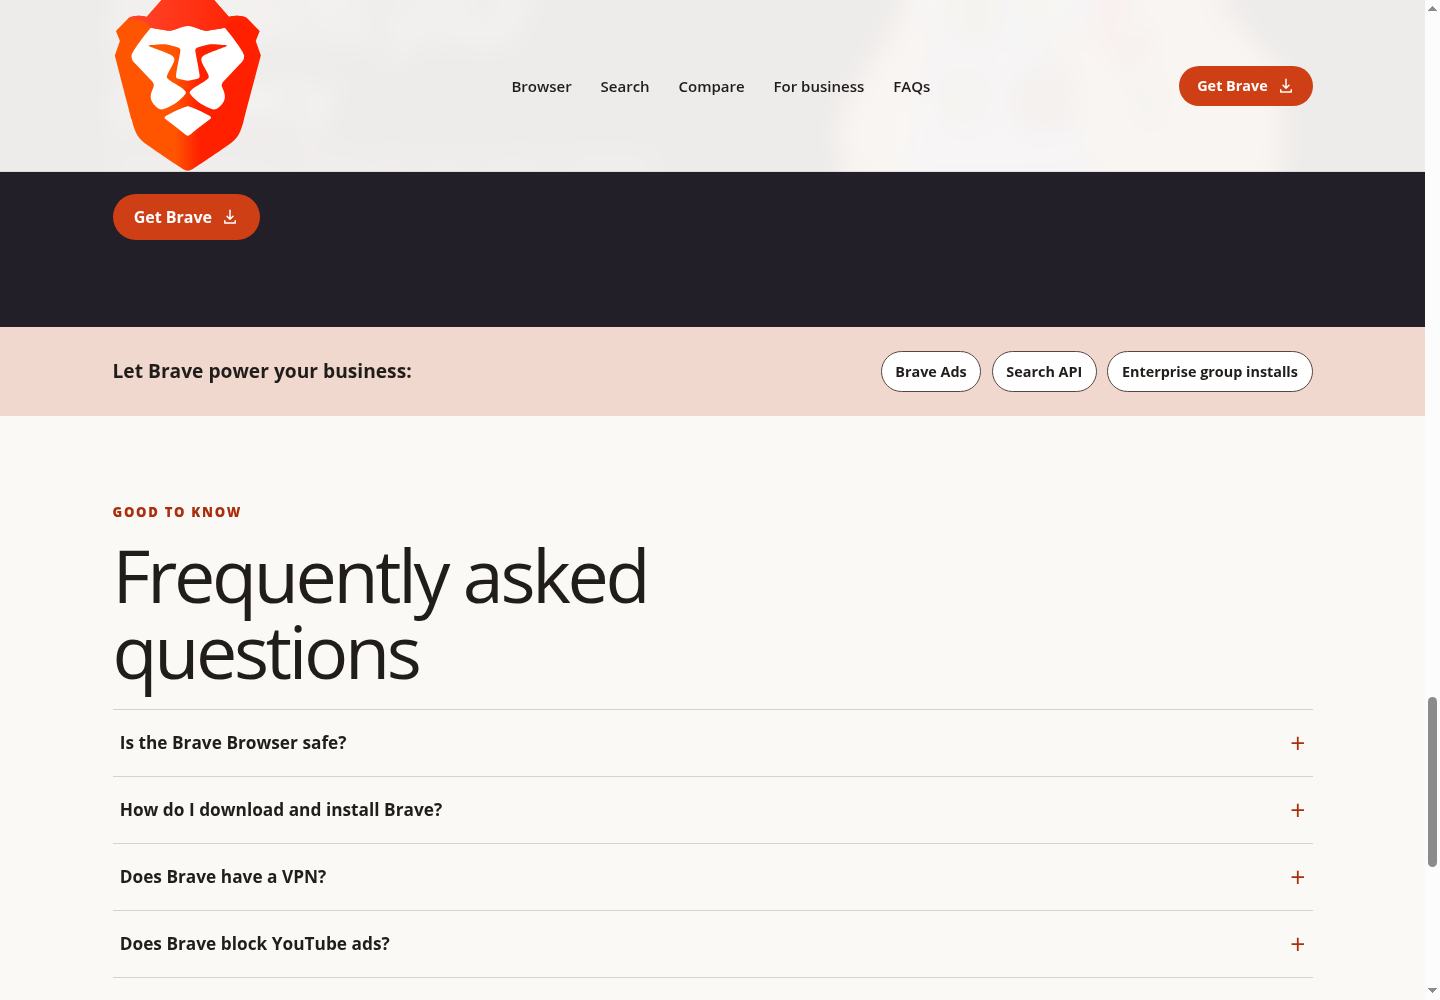 Browser
Search
Compare
For business
FAQs
Get Brave
Get Brave
Let Brave power your business:
Brave Ads
Search API
Enterprise group installs
GOOD TO KNOW
Frequently asked
questions
Is the Brave Browser safe?
How do I download and install Brave?
Does Brave have a VPN?
Does Brave block YouTube ads?